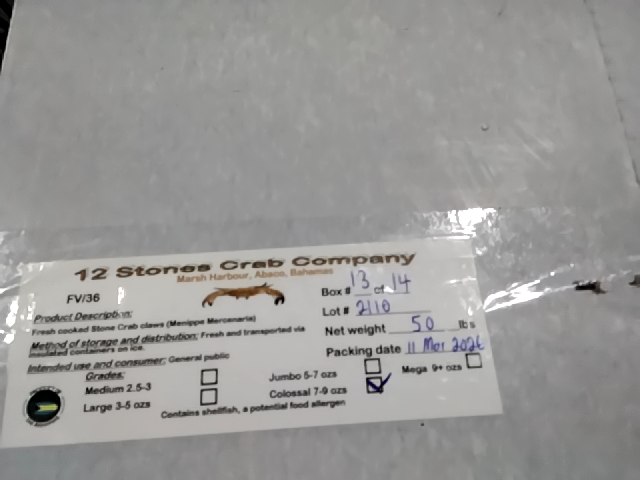 12 Stones Crab Company
Marsh Harbour, Abaco, Bahamas
FV/36
Box # 13 of 14
Lot # 2110
Net weight 50 lbs
Packing date 11 Mar 2026
Product Description:
Fresh cooked Stone Crab claws (Menippe Mercenaria)
Method of storage and distribution: Fresh and transported via
insulated containers on ice.
Intended use and consumer: General public
Grades:
Medium 2.5-3
Large 3-5 ozs
Jumbo 5-7 ozs
Colossal 7-9 ozs
Mega 9+ ozs
Contains shellfish, a potential food allergen